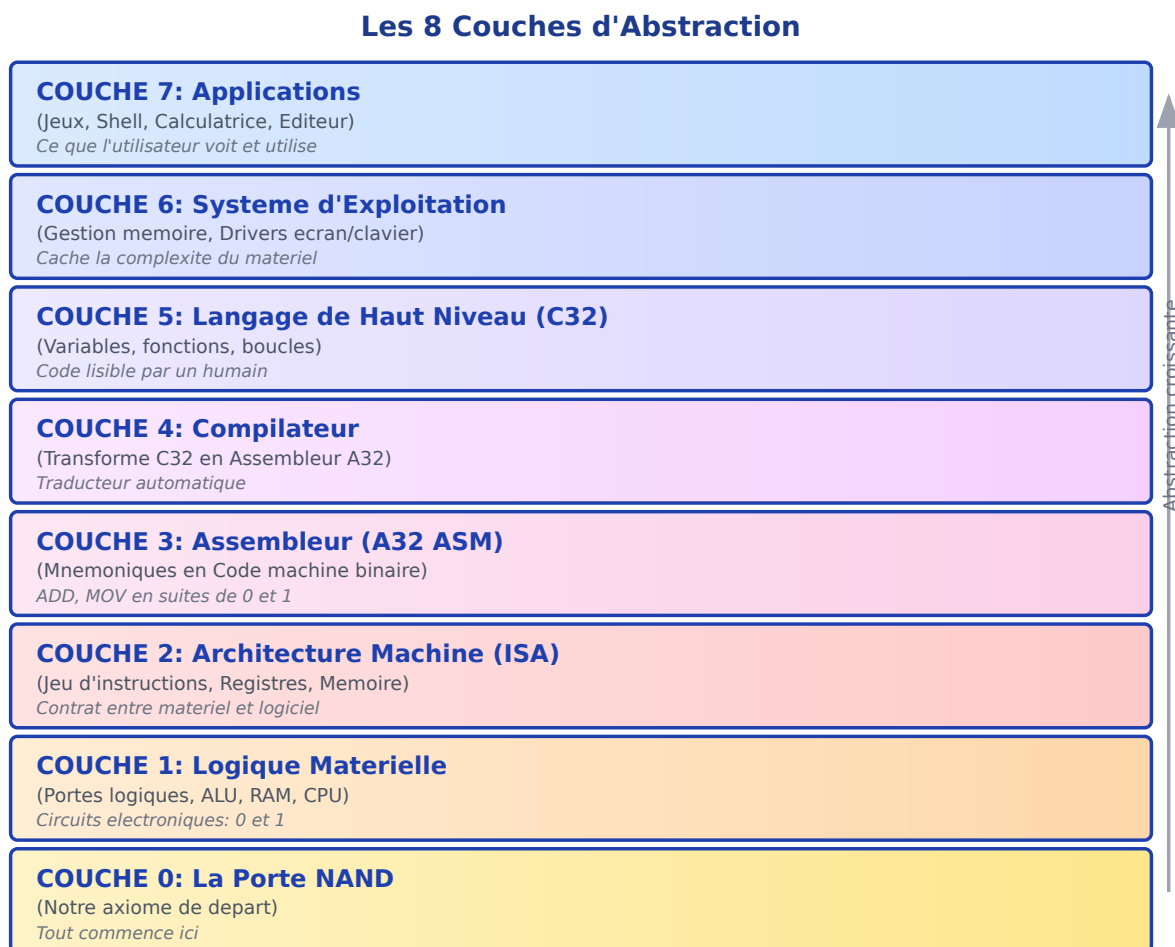 Les 8 Couches d'Abstraction
COUCHE 7: Applications
(Jeux, Shell, Calculatrice, Editeur)
Ce que l'utilisateur voit et utilise
COUCHE 6: Systeme d'Exploitation
(Gestion memoire, Drivers ecran/clavier)
Cache la complexite du materiel
COUCHE 5: Langage de Haut Niveau (C32)
(Variables, fonctions, boucles)
Code lisible par un humain
COUCHE 4: Compilateur
(Transforme C32 en Assembleur A32)
Traducteur automatique
COUCHE 3: Assembleur (A32 ASM)
(Mnemoniques en Code machine binaire)
ADD, MOV en suites de 0 et 1
COUCHE 2: Architecture Machine (ISA)
(Jeu d'instructions, Registres, Memoire)
Contrat entre materiel et logiciel
COUCHE 1: Logique Materielle
(Portes logiques, ALU, RAM, CPU)
Circuits electroniques: 0 et 1
COUCHE 0: La Porte NAND
(Notre axiome de depart)
Tout commence ici
Abstraction croissante